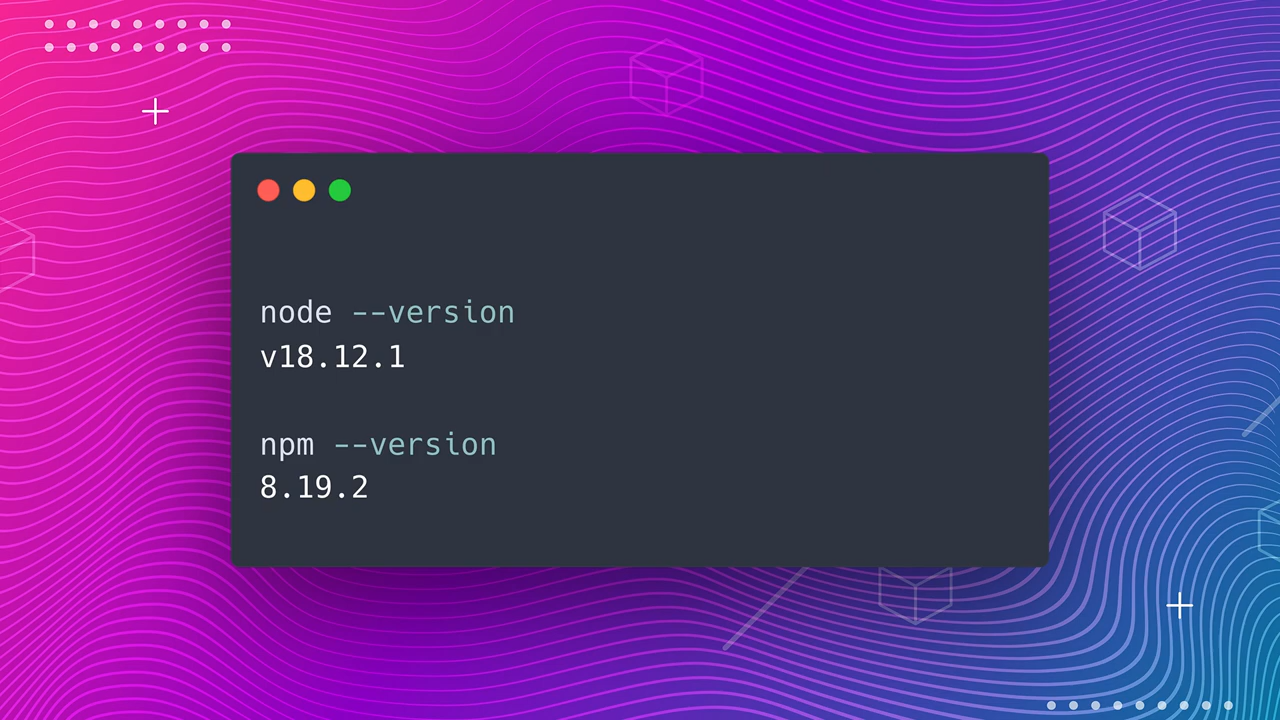 node --version
v18.12.1
npm --version
8.19.2